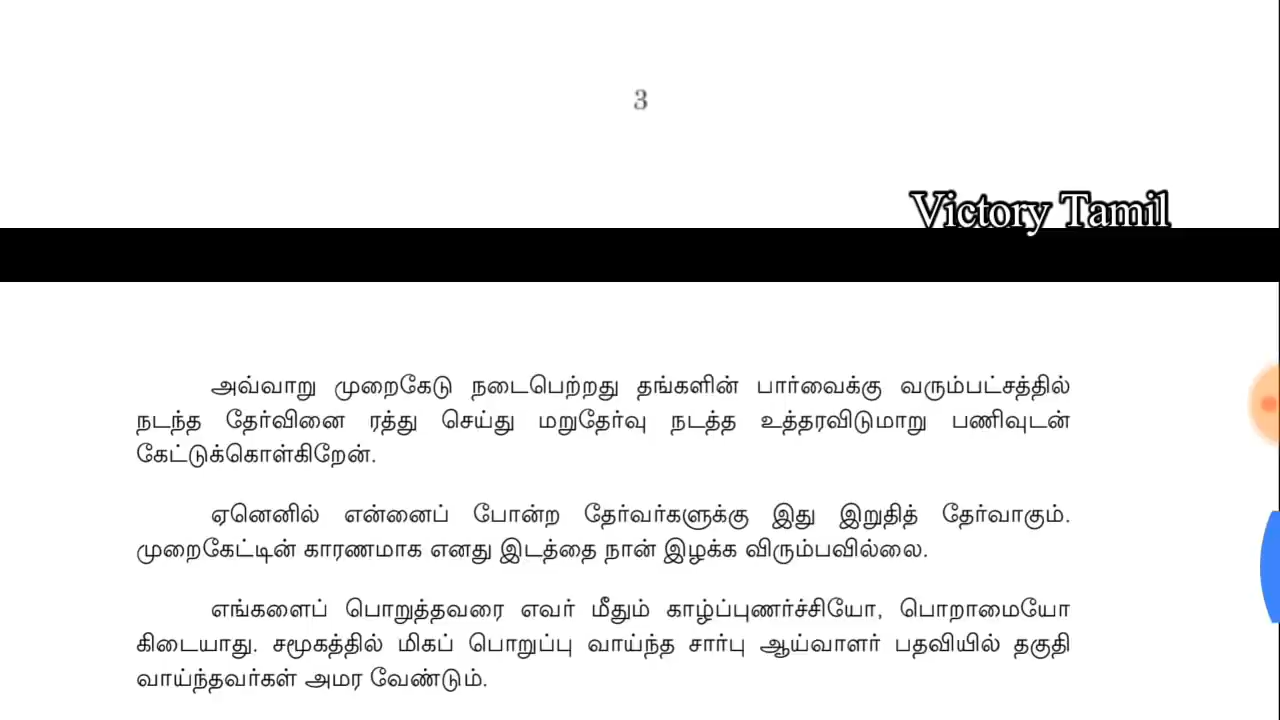 3
Victory Tamil
அவ்வாறு முறைகேடு நடைபெற்றது தங்களின் பார்வைக்கு வரும்பட்சத்தில்
நடந்த தேர்வினை ரத்து செய்து மறுதேர்வு நடத்த உத்தரவிடுமாறு பணிவுடன்
கேட்டுக்கொள்கிறேன்.
ஏனெனில் என்னைப் போன்ற தேர்வர்களுக்கு இது இறுதித் தேர்வாகும்.
முறைகேட்டின் காரணமாக எனது இடத்தை நான் இழக்க விரும்பவில்லை.
எங்களைப் பொறுத்தவரை எவர் மீதும் காழ்ப்புணர்ச்சியோ, பொறாமையோ
கிடையாது. சமூகத்தில் மிகப் பொறுப்பு வாய்ந்த சார்பு ஆய்வாளர் பதவியில் தகுதி
வாய்ந்தவர்கள் அமர வேண்டும்.